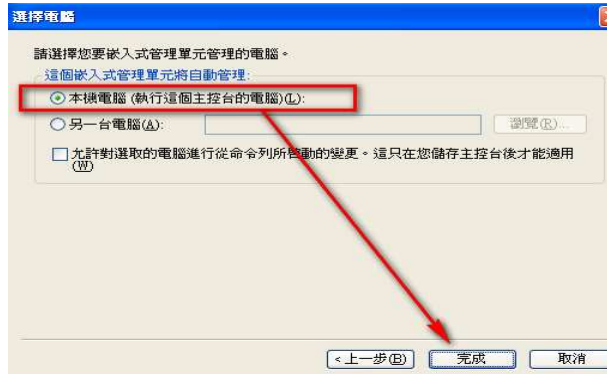 選擇電腦
請選擇您要嵌入式管理單元管理的電腦。
這個嵌入式管理單元將自動管理:
本機電腦 (執行這個主控台的電腦)(L):
另一台電腦(A):
瀏覽(R)...
允許對選取的電腦進行從命令列所啓動的變更。這只在您儲存主控台後才能適用
(W)
<上一步(B)
完成
取消